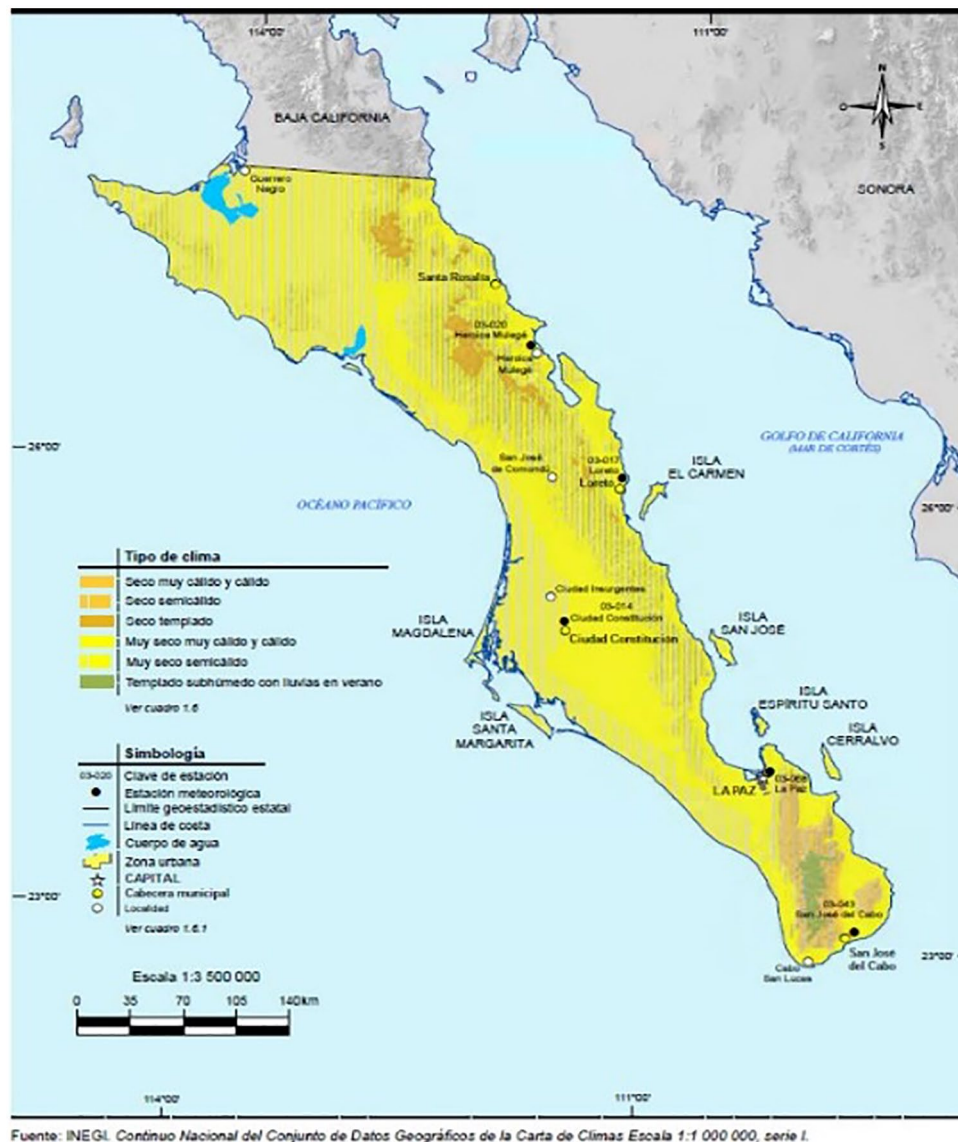 114°00'
111°00'
N
O
E
S
BAJA CALIFORNIA
SONORA
Guerrero
Negro
Santa Rosalía
03-020
Heroica Mulegé
Heroica
Mulegé
26°00'
GOLFO DE CALIFORNIA
(MAR DE CORTÉS)
San José
de Comondú
03-017
Loreto
Loreto
ISLA
EL CARMEN
OCÉANO PACÍFICO
26°00'
Tipo de clima
Seco muy cálido y cálido
Seco semicálido
Seco templado
Muy seco muy cálido y cálido
Muy seco semicálido
Templado subhúmedo con lluvias en verano
Ver cuadro 1.6
Ciudad Insurgentes
03-014
Ciudad Constitución
Ciudad Constitución
ISLA
MAGDALENA
ISLA
SAN JOSÉ
ISLA
SANTA
MARGARITA
ISLA
ESPÍRITU SANTO
ISLA
CERRALVO
Simbología
03-020 Clave de estación
Estación meteorológica
Límite geoestadístico estatal
Línea de costa
Cuerpo de agua
Zona urbana
CAPITAL
Cabecera municipal
Localidad
Ver cuadro 1.6.1
LA PAZ
La Paz
23°00'
03-043
San José del Cabo
San José
del Cabo
Cabo
San Lucas
23°00'
Escala 1:3 500 000
0 35 70 105 140km
114°00'
111°00'
Fuente: INEGI. Continuo Nacional del Conjunto de Datos Geográficos de la Carta de Climas Escala 1:1 000 000, serie I.